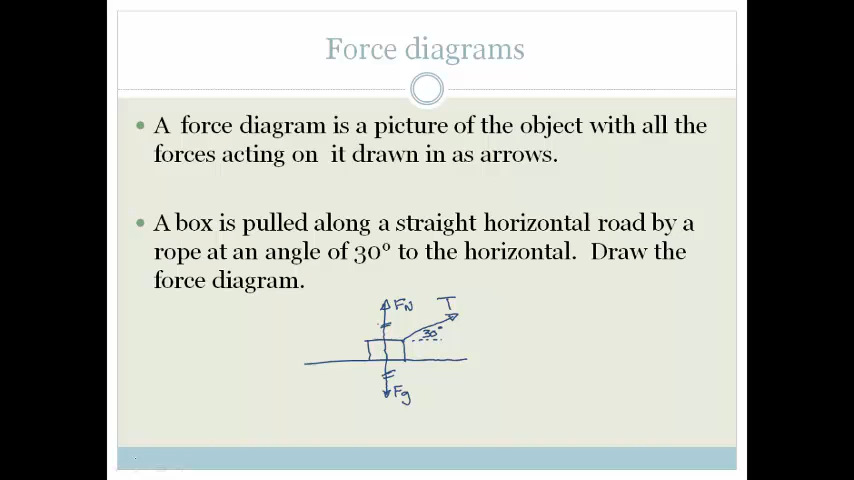 Force diagrams
A force diagram is a picture of the object with all the
forces acting on it drawn in as arrows.
A box is pulled along a straight horizontal road by a
rope at an angle of 30° to the horizontal. Draw the
force diagram.
FN T
30°
Fg